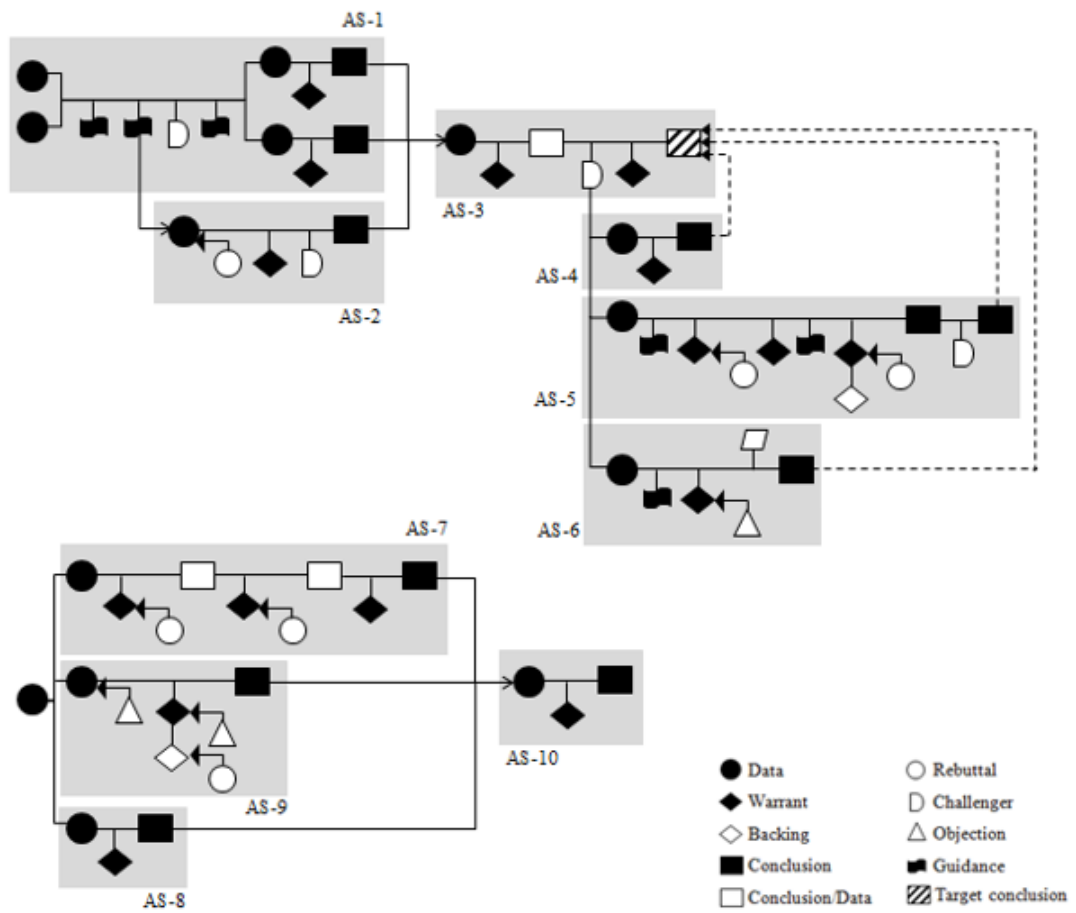 AS-1
AS-3
AS-4
AS-2
AS-5
AS-6
AS-7
AS-10
AS-9
AS-8
Data
Rebuttal
Warrant
Challenger
Backing
Objection
Conclusion
Guidance
Conclusion/Data
Target conclusion